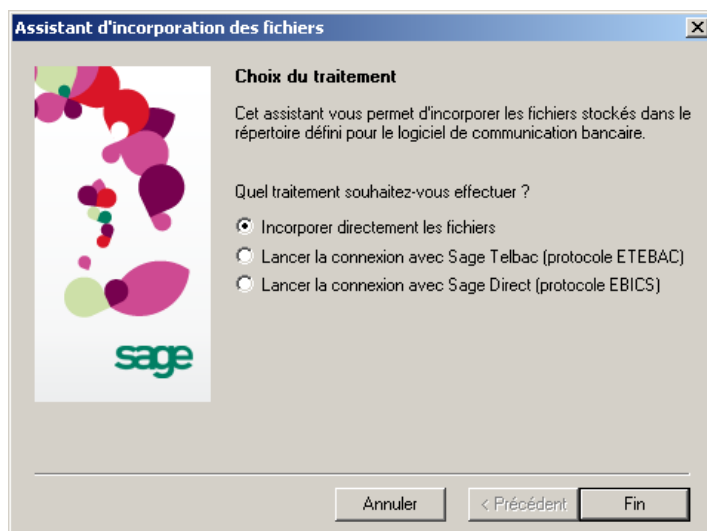 Assistant d'incorporation des fichiers
Choix du traitement
Cet assistant vous permet d'incorporer les fichiers stockés dans le
répertoire défini pour le logiciel de communication bancaire.
Quel traitement souhaitez-vous effectuer ?
Incorporer directement les fichiers
Lancer la connexion avec Sage Telbac (protocole ETEBAC)
Lancer la connexion avec Sage Direct (protocole EBICS)
sage
Annuler
< Précédent
Fin